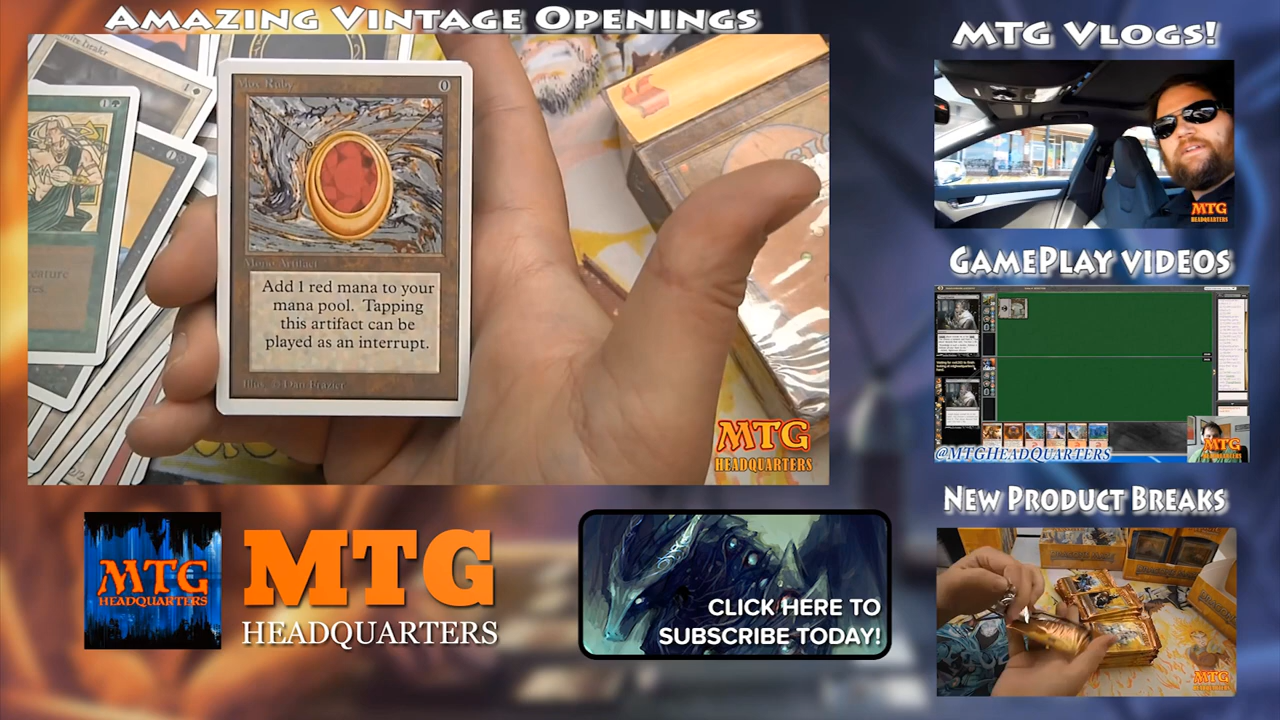 Amazing Vintage Openings
MTG Vlogs!
Mox Ruby
0
Mono Artifact
Add 1 red mana to your
mana pool. Tapping
this artifact can be
played as an interrupt.
Illus. © Dan Frazier
MTG
HEADQUARTERS
MTG
HEADQUARTERS
GamePlay videos
MTG
@MTGHEADQUARTERS
New Product Breaks
MTG
HEADQUARTERS
MTG
HEADQUARTERS
MTG
HEADQUARTERS
CLICK HERE TO
SUBSCRIBE TODAY!